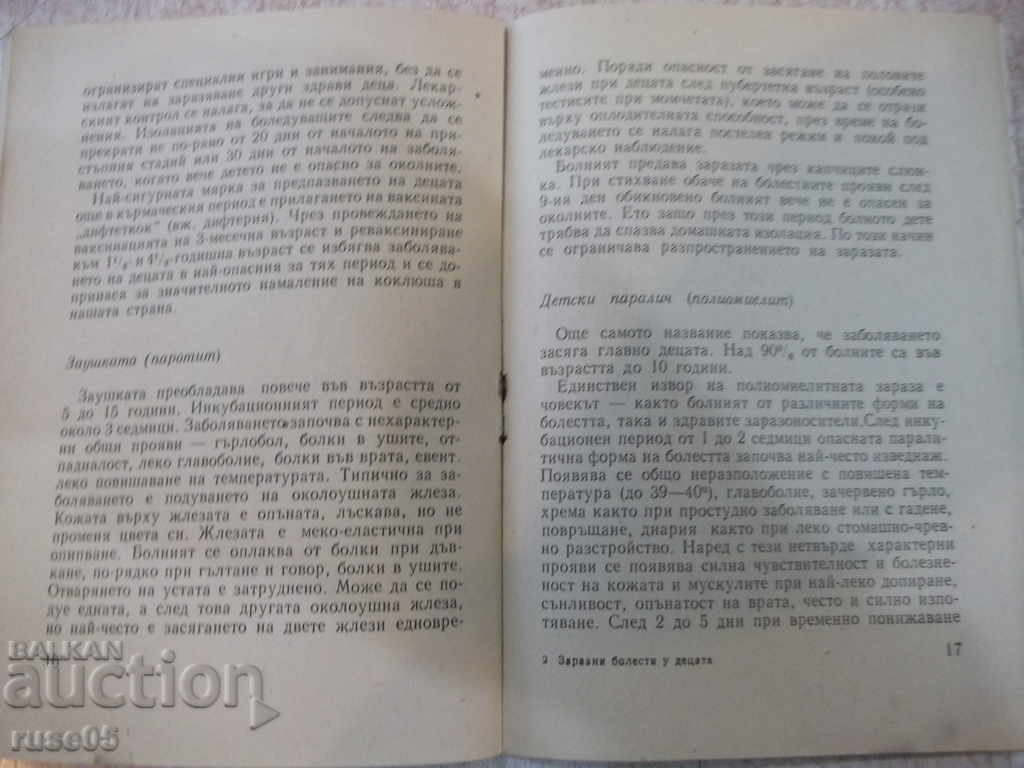 ограничават специални игри и занимания, без да се
излагат на заразаване други здрави деца. Лекар-
ският контрол се налага, за да не се допуснат услож-
нения. Изолацията на боледуващите следва да се
прекрати не по-рано от 20 дни от началото на при-
стъпния стадий или 30 дни от началото на заболя-
ването, когато вече детето не е опасно за околните.
Най-сигурната мярка за предпазването на децата
още в кърмаческия период е прилагането на ваксината
„дифтеткок“ (вж. дифтерия). Чрез провеждането на
ваксинацията на 3-месечна възраст и реваксиниране
към 1¹/₂- и 4¹/₂-годишна възраст се избягва заболява-
нето на децата в най-опасния за тях период и се до-
принася за значителното намаление на коклюша в
нашата страна.
Заушката (паротит)
Заушката преобладава повече във възрастта от
5 до 15 години. Инкубационният период е средно
около 3 седмици. Заболяването започва с нехарактер-
ни общи прояви — гърлобол, болки в ушите, от-
падналост, леко главоболие, болки във врата, евент.
леко повишаване на температурата. Типично за за-
боляването е подуването на околоушната жлеза.
Кожата върху жлезата е опъната, лъскава, но не
променя цвета си. Жлезата е меко-еластична при
опипване. Болният се оплаква от болки при дъв-
кане, по-рядко при гълтане и говор, болки в ушите.
Отварянето на устата е затруднено. Може да се по-
дуе едната, а след това другата околоушна жлеза,
но най-често е засягането на двете жлези едновре-
16
менно. Поради опасност от засягане на половите
жлези при децата след пубертетна възраст (особено
тестисите при момчетата), което може да се отрази
върху оплодителната способност, през време на бо-
ледуването се налага постелен режим и покой под
лекарско наблюдение.
Болният предава заразата чрез капчиците слюн-
ка. При стихване обаче на болестните прояви след
9-ия ден обикновено болният вече не е опасен за
околните. Ето защо през този период болното дете
трябва да спазва домашната изолация. По този начин
се ограничава разпространението на заразата.
Детски паралич (полиомиелит)
Още самото название показва, че заболяването
засяга главно децата. Над 90⁰/₀ от болните са във
възрастта до 10 години.
Единствен извор на полиомиелитната зараза е
човекът — както болният от различните форми на
болестта, така и здравите заразоносители. След инку-
бационен период от 1 до 2 седмици опасната парали-
тична форма на болестта започва най-често изведнаж.
Появява се общо неразположение с повишена тем-
пература (до 39—40°), главоболие, зачервено гърло,
хрема както при простудно заболяване или с гадене,
повръщане, диария както при леко стомашно-чрев-
но разстройство. Наред с тези нетвърде характерни
прояви се появява силна чувствителност и болезне-
ност на кожата и мускулите при най-леко допиране,
сънливост, опънатост на врата, често и силно изпо-
тяване. След 2 до 5 дни при временно понижаване
2 Заразни болести у децата
17
BALKAN
auction
ruse05